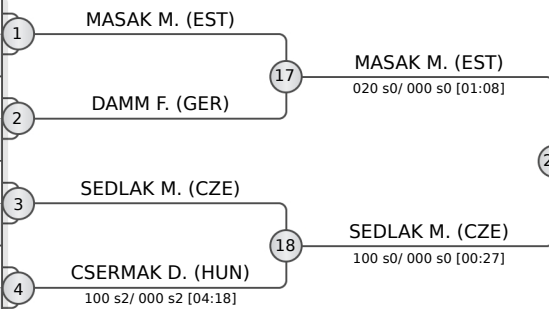 MASAK M. (EST)
1
17
MASAK M. (EST)
020 s0/ 000 s0 [01:08]
DAMM F. (GER)
2
SEDLAK M. (CZE)
3
18
SEDLAK M. (CZE)
100 s0/ 000 s0 [00:27]
CSERMAK D. (HUN)
4
100 s2/ 000 s2 [04:18]